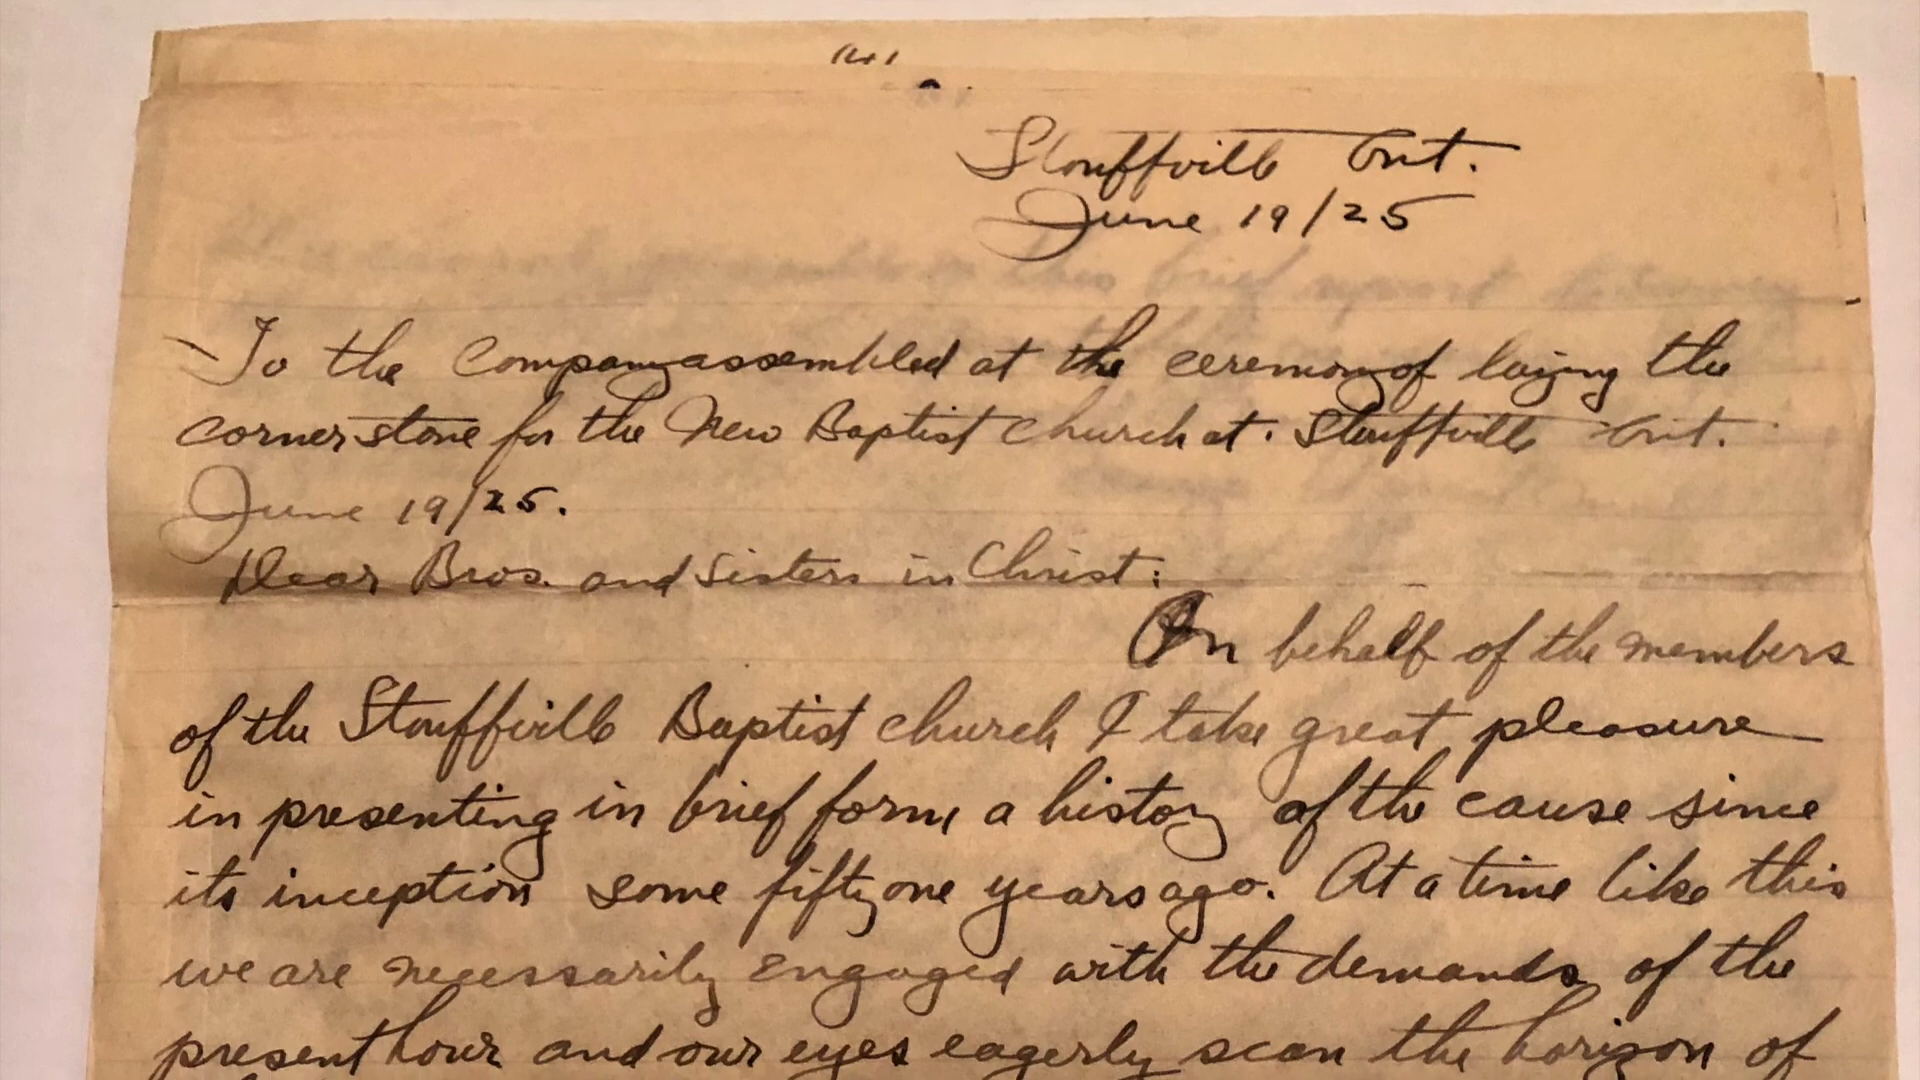 Stouffville Ont.
June 19/25
To the Company assembled at the ceremony of laying the
corner stone for the New Baptist Church at. Stouffville Ont.
June 19/25.
Dear Bros. and Sisters in Christ:
On behalf of the members
of the Stouffville Baptist church I take great pleasure
in presenting in brief form, a history of the cause since
its inception some fifty one years ago. At a time like this
we are necessarily engaged with the demands of the
present hour and our eyes eagerly scan the horizon of